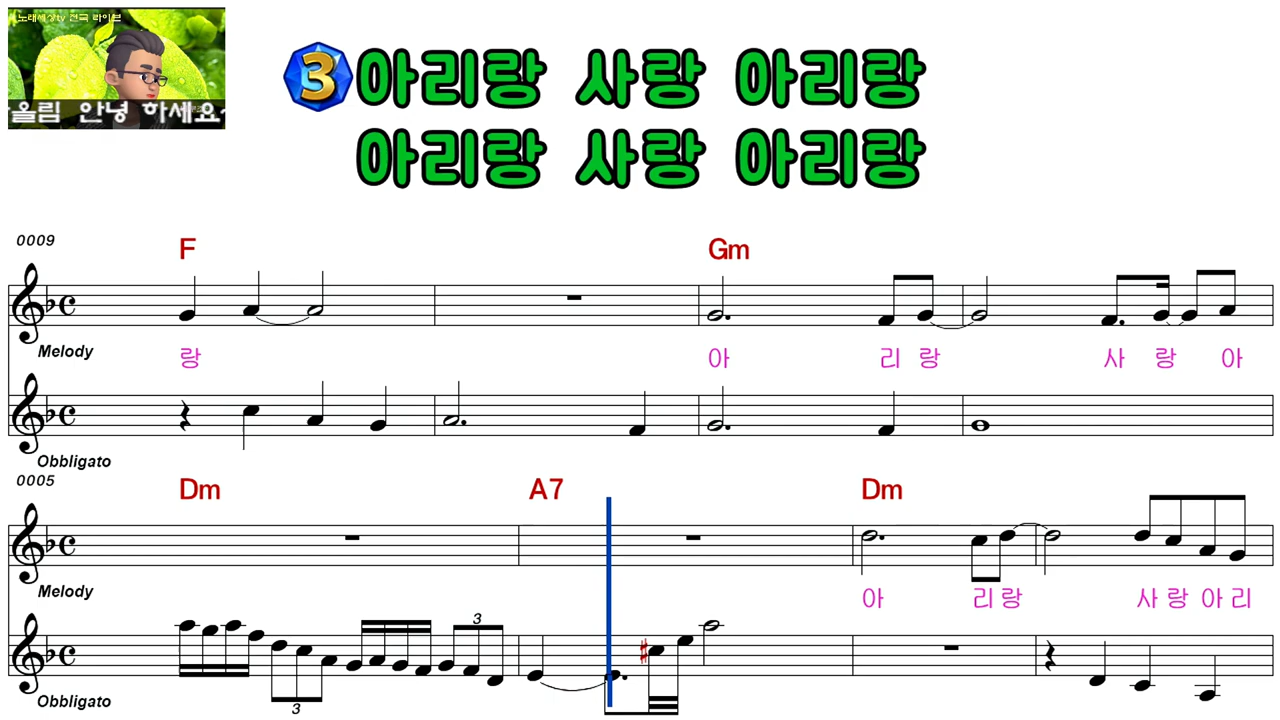 노래세상tv 전국 라이브
올림 안녕 하세요~
3 아리랑 사랑 아리랑
아리랑 사랑 아리랑
0009
F Gm
Melody
랑 아 리 랑 사 랑 아
Obbligato
0005
Dm A7 Dm
Melody
아 리 랑 사 랑 아 리
3 3
Obbligato